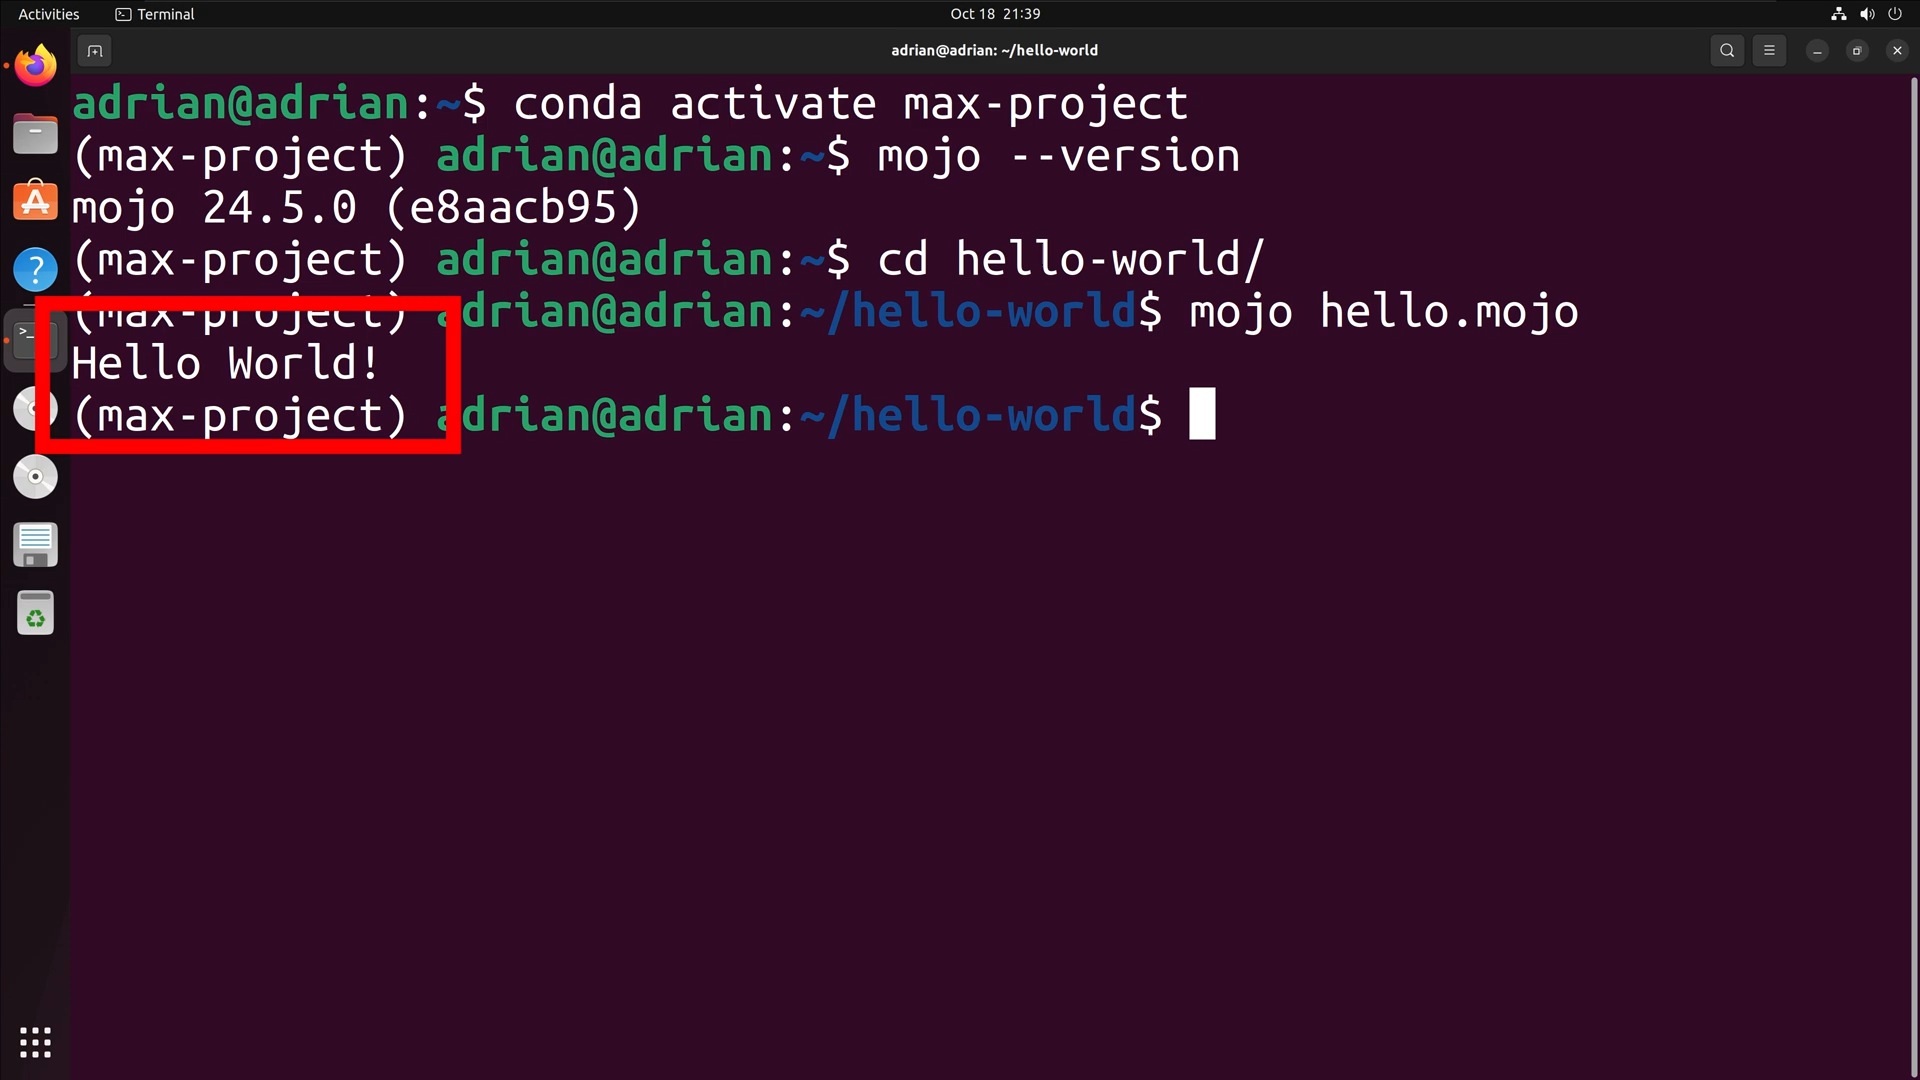 Activities Terminal Oct 18 21:39
adrian@adrian: ~/hello-world
adrian@adrian:~$ conda activate max-project
(max-project) adrian@adrian:~$ mojo --version
mojo 24.5.0 (e8aacb95)
(max-project) adrian@adrian:~$ cd hello-world/
(max-project) adrian@adrian:~/hello-world$ mojo hello.mojo
Hello World!
(max-project) adrian@adrian:~/hello-world$